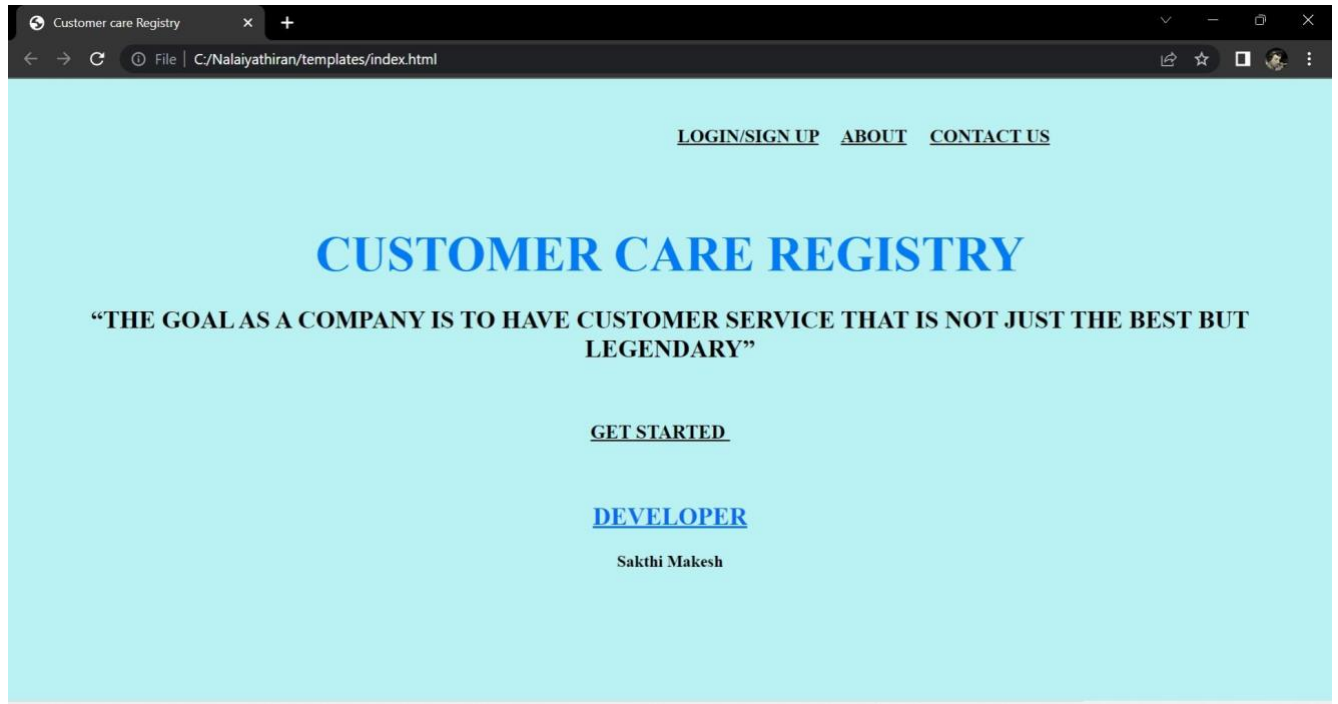 Customer care Registry
File | C:/Nalaiyathiran/templates/index.html
LOGIN/SIGN UP ABOUT CONTACT US
CUSTOMER CARE REGISTRY
“THE GOAL AS A COMPANY IS TO HAVE CUSTOMER SERVICE THAT IS NOT JUST THE BEST BUT
LEGENDARY”
GET STARTED
DEVELOPER
Sakthi Makesh